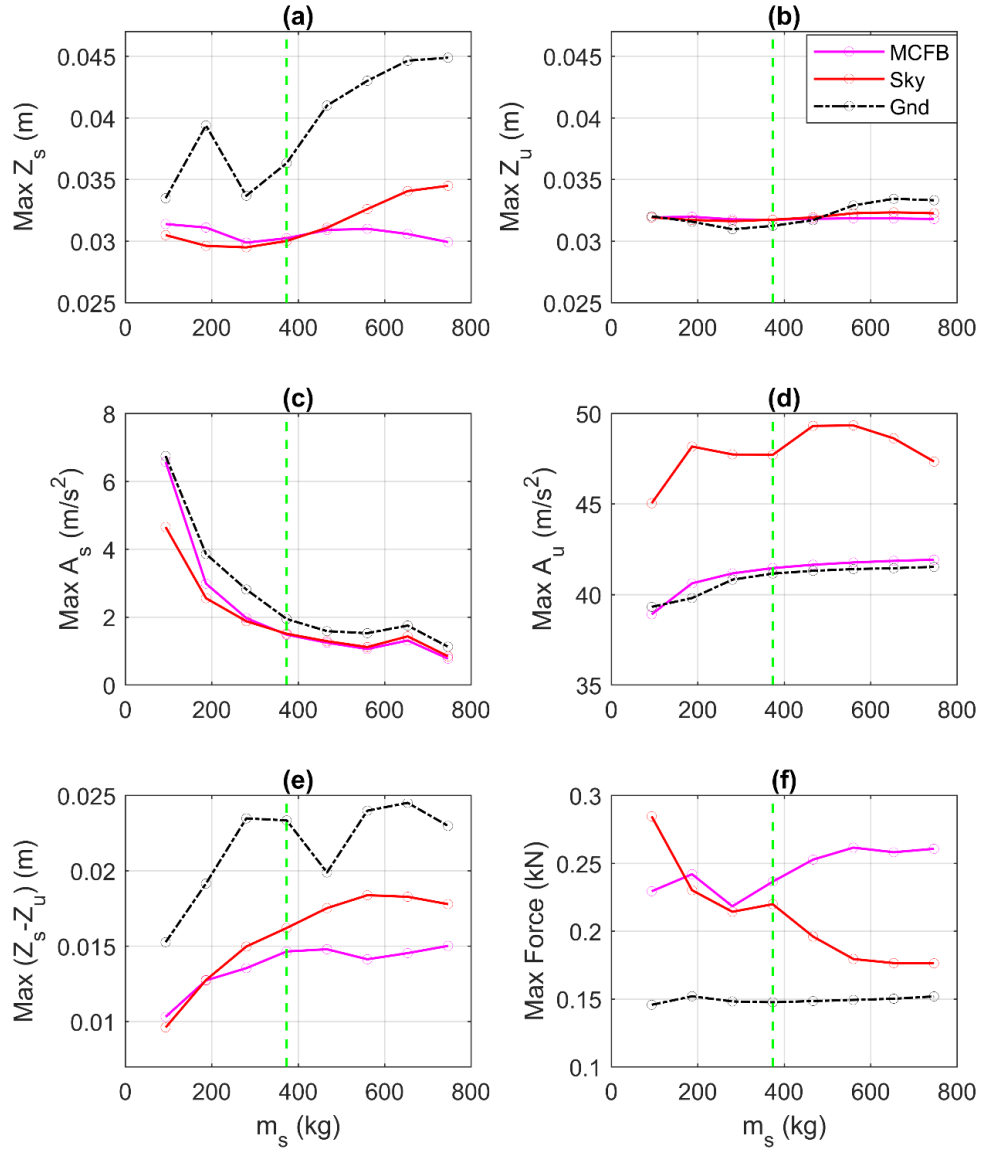 (a)
Max Z_s (m)
0.045
0.04
0.035
0.03
0.025
0 200 400 600 800
(b)
Max Z_u (m)
0.045
0.04
0.035
0.03
0.025
0 200 400 600 800
MCFB
Sky
Gnd
(c)
Max A_s (m/s^2)
8
6
4
2
0
0 200 400 600 800
(d)
Max A_u (m/s^2)
50
45
40
35
0 200 400 600 800
(e)
Max (Z_s-Z_u) (m)
0.025
0.02
0.015
0.01
0 200 400 600 800
m_s (kg)
(f)
Max Force (kN)
0.3
0.25
0.2
0.15
0.1
0 200 400 600 800
m_s (kg)